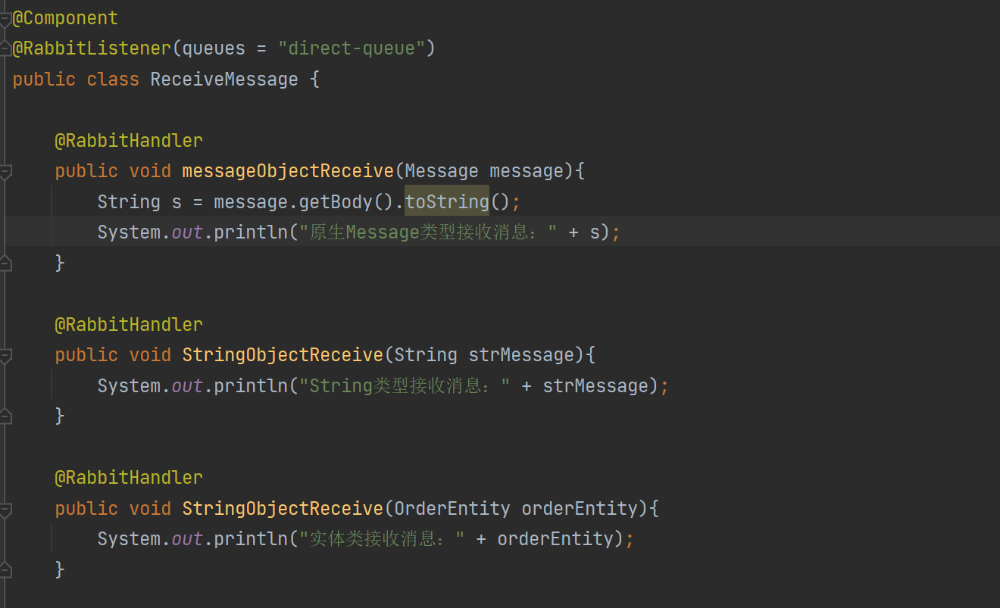 @Component
@RabbitListener(queues = "direct-queue")
public class ReceiveMessage {
@RabbitHandler
public void messageObjectReceive(Message message){
String s = message.getBody().toString();
System.out.println("原生Message类型接收消息：" + s);
}
@RabbitHandler
public void StringObjectReceive(String strMessage){
System.out.println("String类型接收消息：" + strMessage);
}
@RabbitHandler
public void StringObjectReceive(OrderEntity orderEntity){
System.out.println("实体类接收消息：" + orderEntity);
}